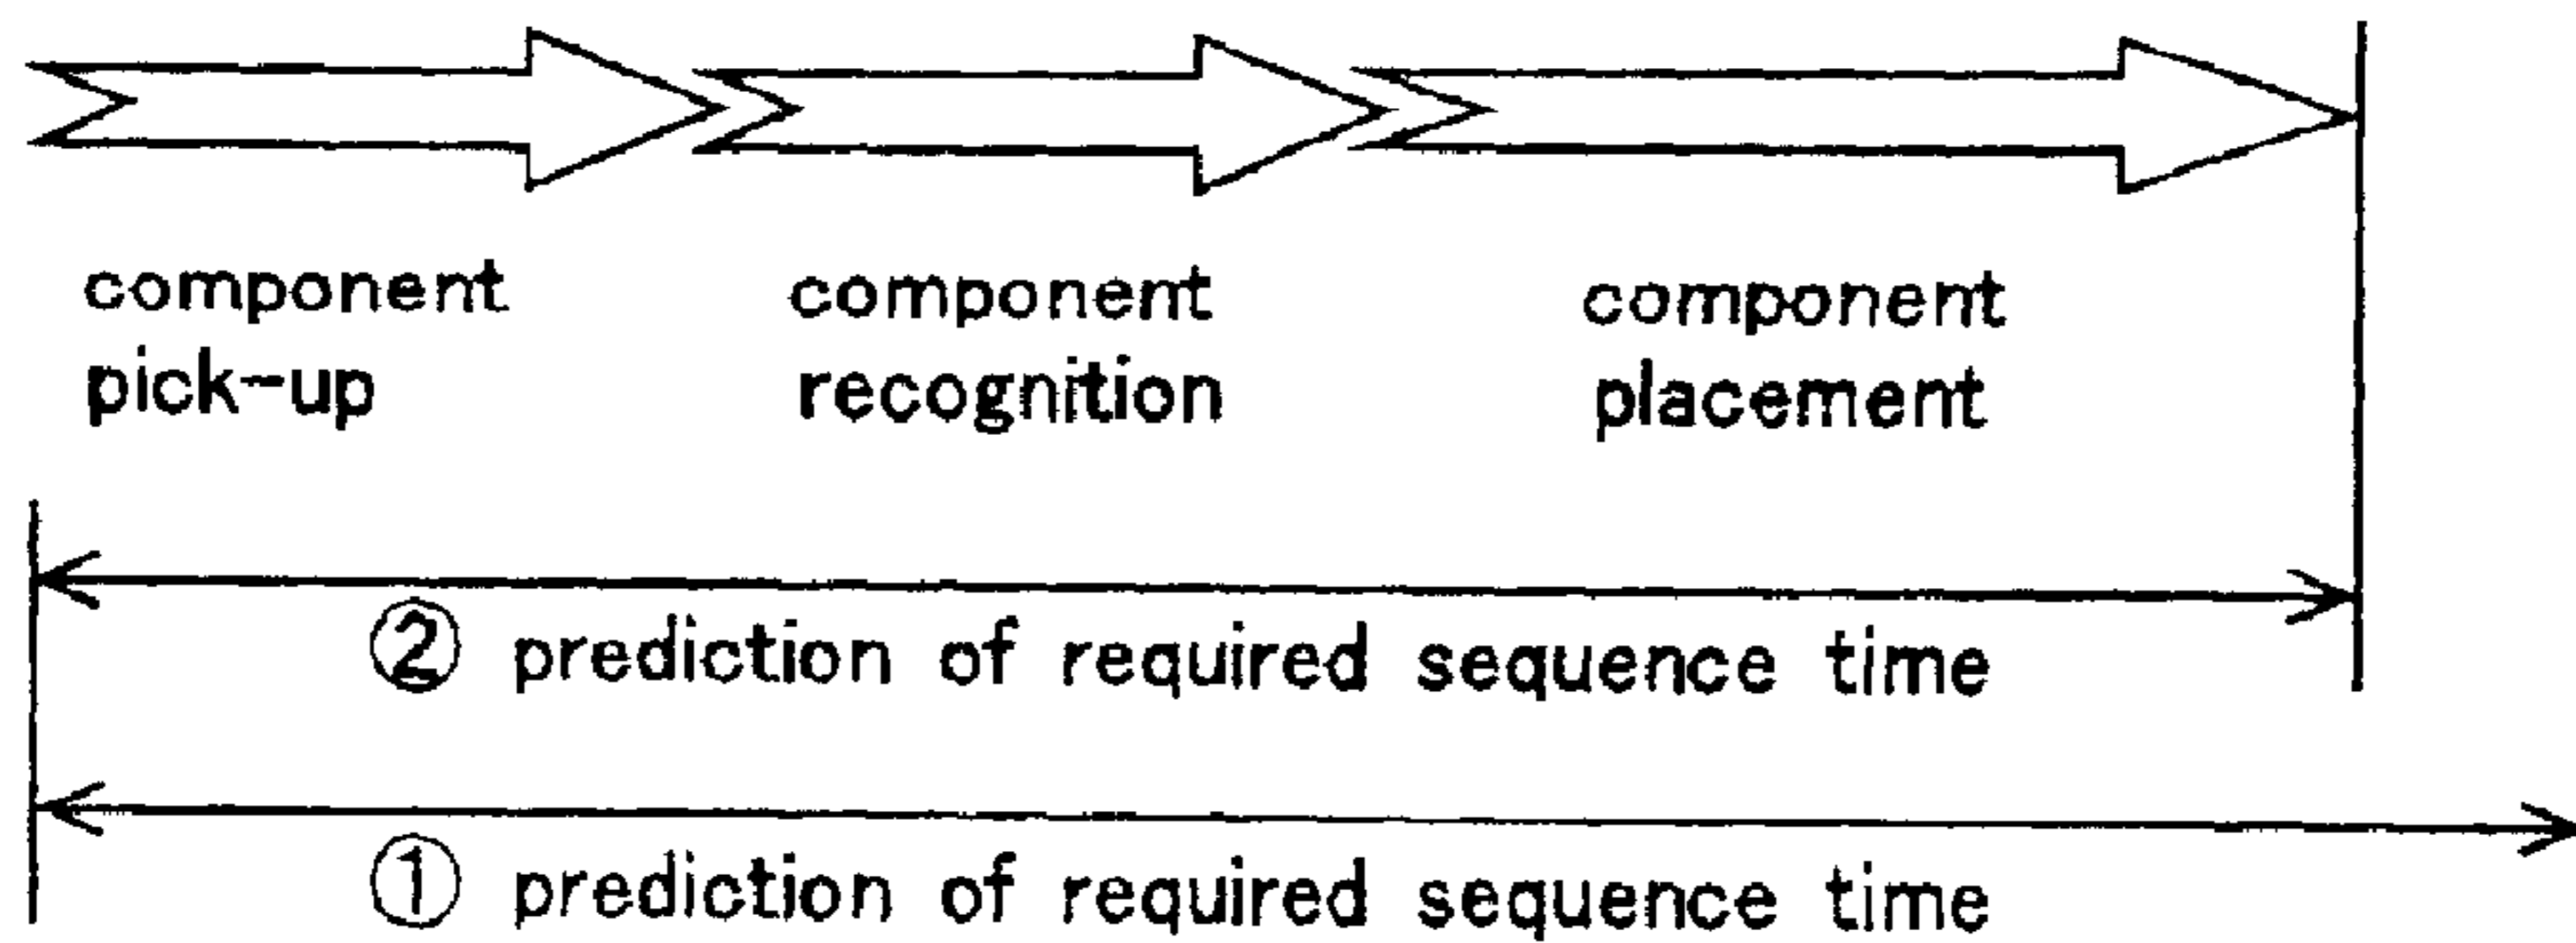 component
pick-up
component
recognition
component
placement
② prediction of required sequence time
① prediction of required sequence time